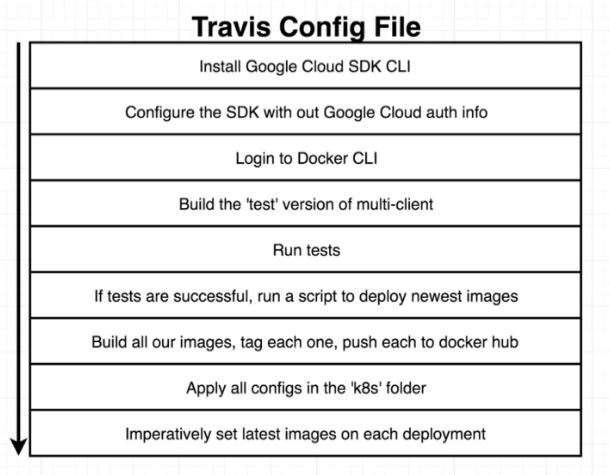 Travis Config File
Install Google Cloud SDK CLI
Configure the SDK with out Google Cloud auth info
Login to Docker CLI
Build the 'test' version of multi-client
Run tests
If tests are successful, run a script to deploy newest images
Build all our images, tag each one, push each to docker hub
Apply all configs in the 'k8s' folder
Imperatively set latest images on each deployment